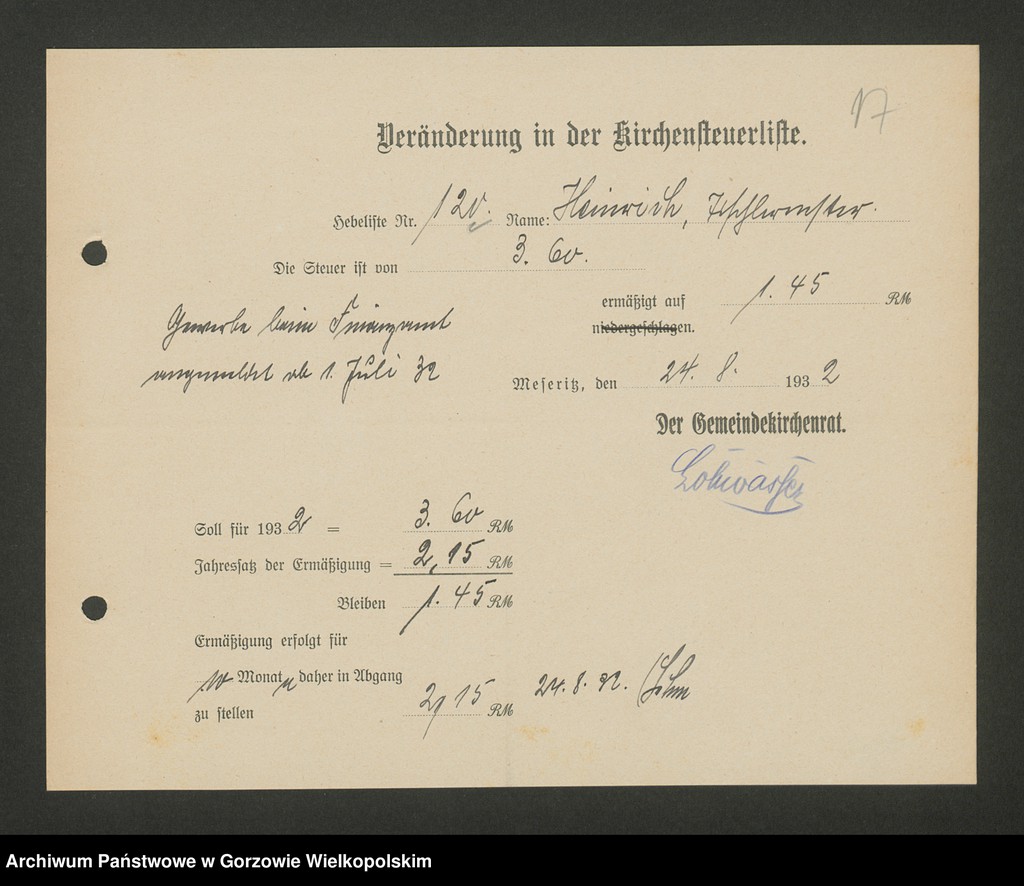 17
Veränderung in der Kirchensteuerliste.
Hebeliste Nr. 120. Name: Heinrich, Tischlermster.
Die Steuer ist von 3. 60.
ermäßigt auf 1. 45 RM
niedergeschlagen.
Gewerbe beim Finanzamt
angemeldet ab 1. Juli 32
Meseritz, den 24. 8. 1932
Der Gemeindekirchenrat.
Soll für 1932 = 3. 60 RM
Jahressatz der Ermäßigung = 2,15 RM
Bleiben 1. 45 RM
Ermäßigung erfolgt für
Monat daher in Abgang
zu stellen 2,15 RM 24. 8. 32.
Archiwum Państwowe w Gorzowie Wielkopolskim